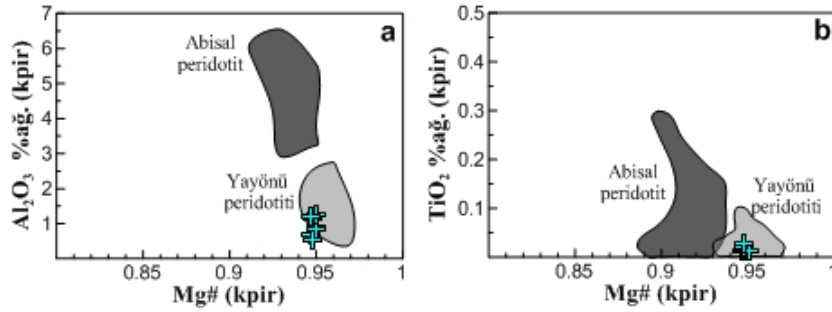 a
7
6
5
4
3
2
1
Al₂O₃ %ağ. (kpir)
Abisal
peridotit
Yayönü
peridotiti
0.85
0.9
0.95
1
Mg# (kpir)
b
0.5
0.4
0.3
0.2
0.1
TiO₂ %ağ. (kpir)
Abisal
peridotit
Yayönü
peridotiti
0.85
0.9
0.95
1
Mg# (kpir)